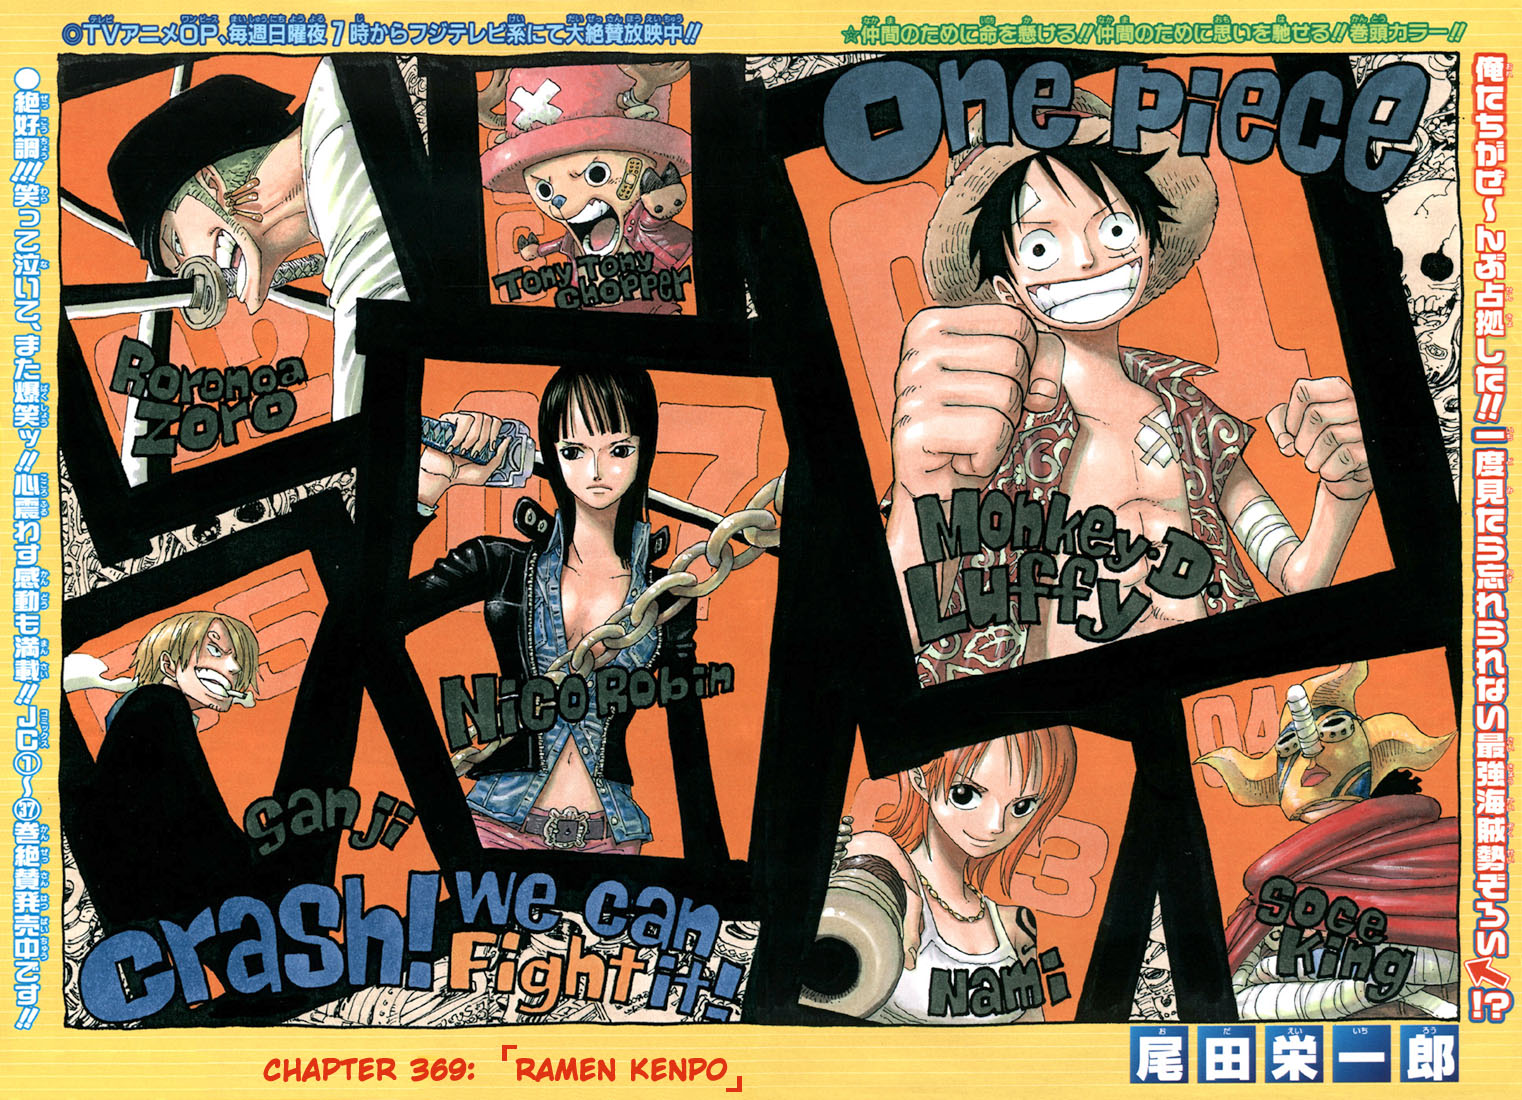 ©TVアニメOP、毎週日曜夜7時からフジテレビ系にて大絶賛放映中!!
☆仲間のために命を懸ける!!仲間のために思いを馳せる!!巻頭カラー!!
俺たちがぜ～んぶ占拠した!!一度見たら忘れられない最強海賊勢ぞろい!?
One Piece
Roronoa
Zoro
Tony Tony
Chopper
Monkey・D.
Luffy
07
Nico Robin
Sanji
04
Soge
King
03
Nami
Crash! We can
Fight it!
●絶好調!!!笑って泣いて、また爆笑ッ!!心震わす感動も満載!!JC①～㊲巻絶賛発売中です!!
尾田栄一郎
CHAPTER 369: 「RAMEN KENPO」